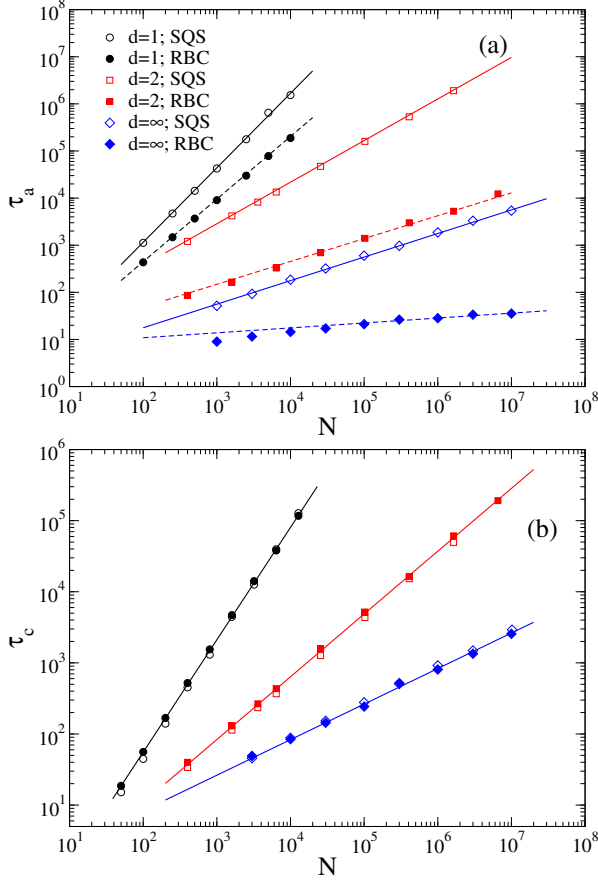 10^8
10^7
10^6
10^5
10^4
10^3
10^2
10^1
10^0
τ_a
(a)
d=1; SQS
d=1; RBC
d=2; SQS
d=2; RBC
d=∞; SQS
d=∞; RBC
10^1 10^2 10^3 10^4 10^5 10^6 10^7 10^8
N
10^6
10^5
10^4
10^3
10^2
10^1
τ_c
(b)
10^1 10^2 10^3 10^4 10^5 10^6 10^7 10^8
N